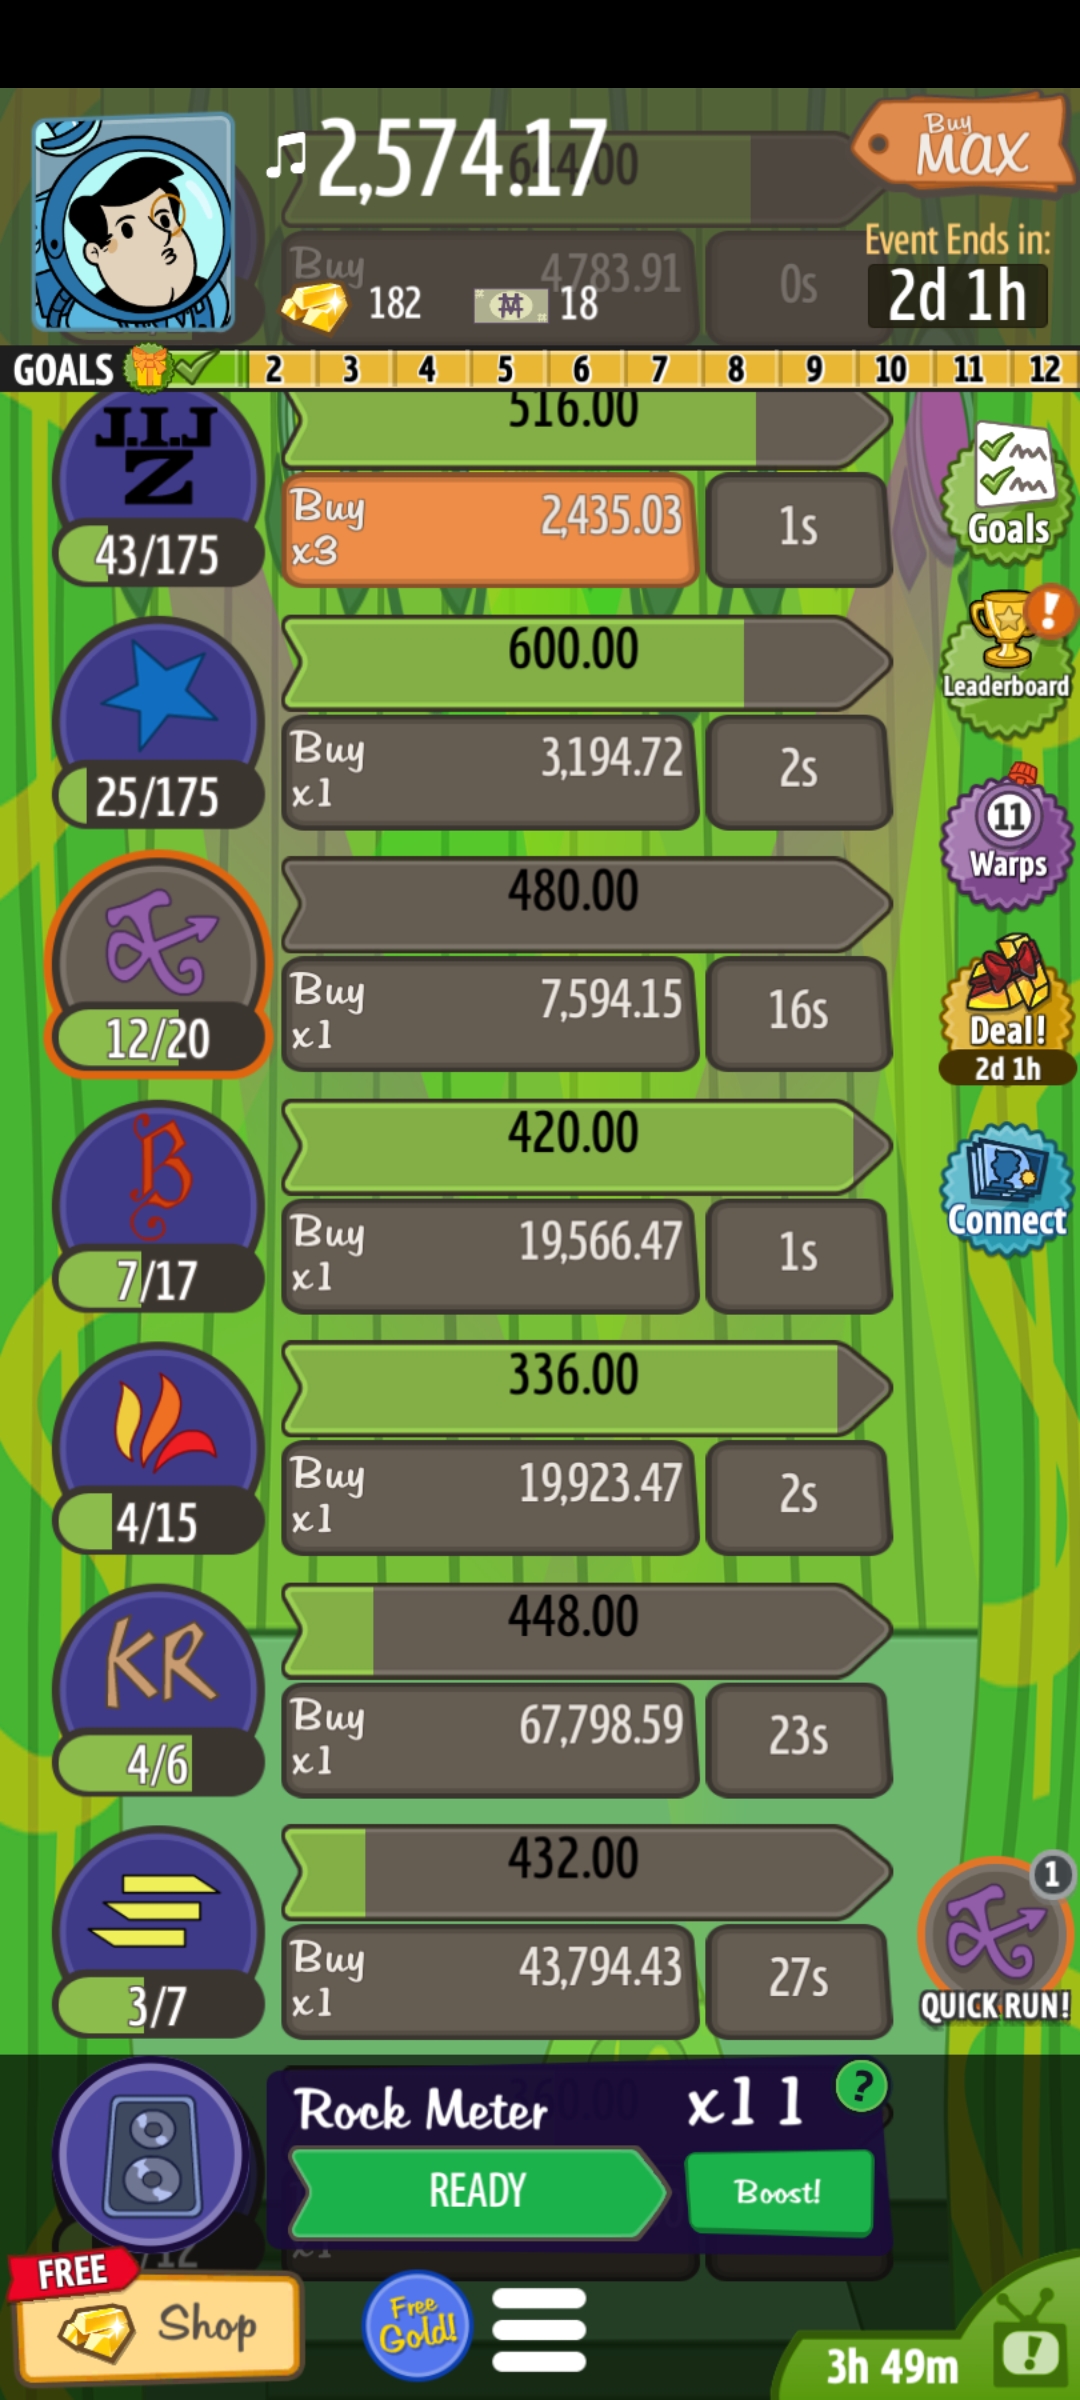 2,574.17
644.00
Buy
MAX
Event Ends in:
2d 1h
Buy
4,783.91
0s
182
18
GOALS 2 3 4 5 6 7 8 9 10 11 12
J.I.J
Z
43/175
516.00
Buy
x3
2,435.03
1s
Goals
Leaderboard
25/175
600.00
Buy
x1
3,194.72
2s
11
Warps
12/20
480.00
Buy
x1
7,594.15
16s
Deal!
2d 1h
B
7/17
420.00
Buy
x1
19,566.47
1s
Connect
4/15
336.00
Buy
x1
19,923.47
2s
KR
4/6
448.00
Buy
x1
67,798.59
23s
3/7
432.00
Buy
x1
43,794.43
27s
1
QUICK RUN!
Rock Meter
x11
?
READY
Boost!
x1
FREE
Shop
Free
Gold!
3h 49m
!